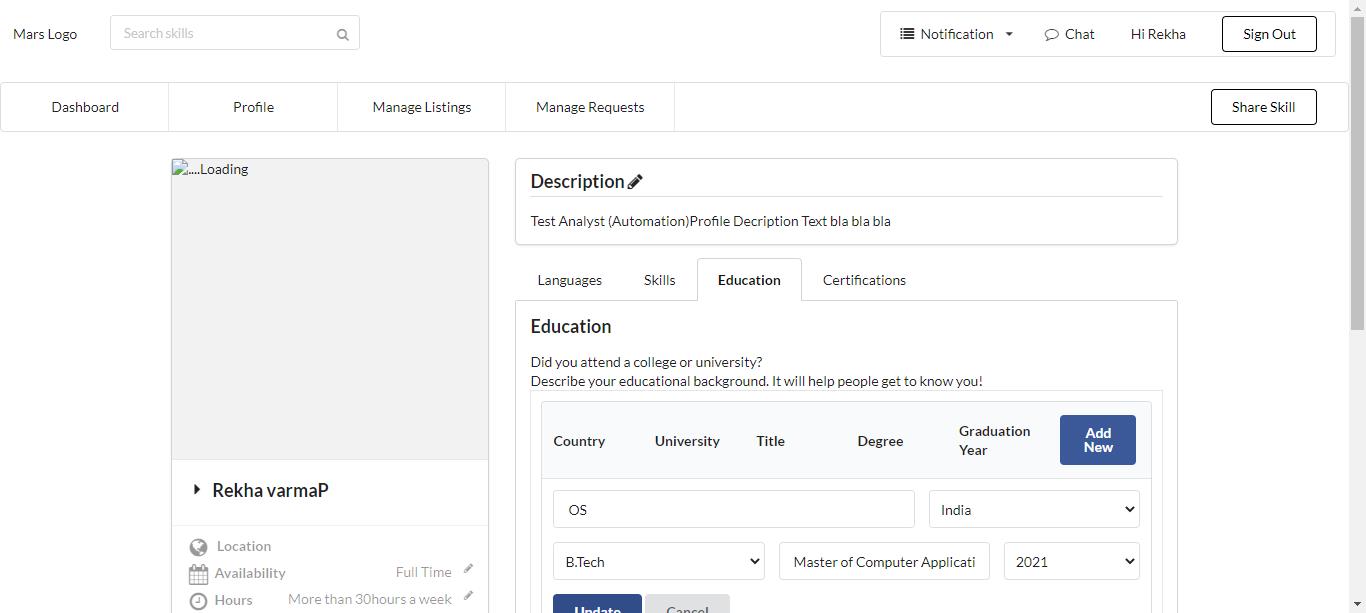 Mars Logo
Search skills
Notification
Chat
Hi Rekha
Sign Out
Dashboard
Profile
Manage Listings
Manage Requests
Share Skill
....Loading
Rekha varmaP
Location
Availability
Full Time
Hours
More than 30hours a week
Description
Test Analyst (Automation)Profile Decription Text bla bla bla
Languages
Skills
Education
Certifications
Education
Did you attend a college or university?
Describe your educational background. It will help people get to know you!
Country
University
Title
Degree
Graduation
Year
Add
New
OS
India
B.Tech
Master of Computer Applicati
2021
Update
Cancel